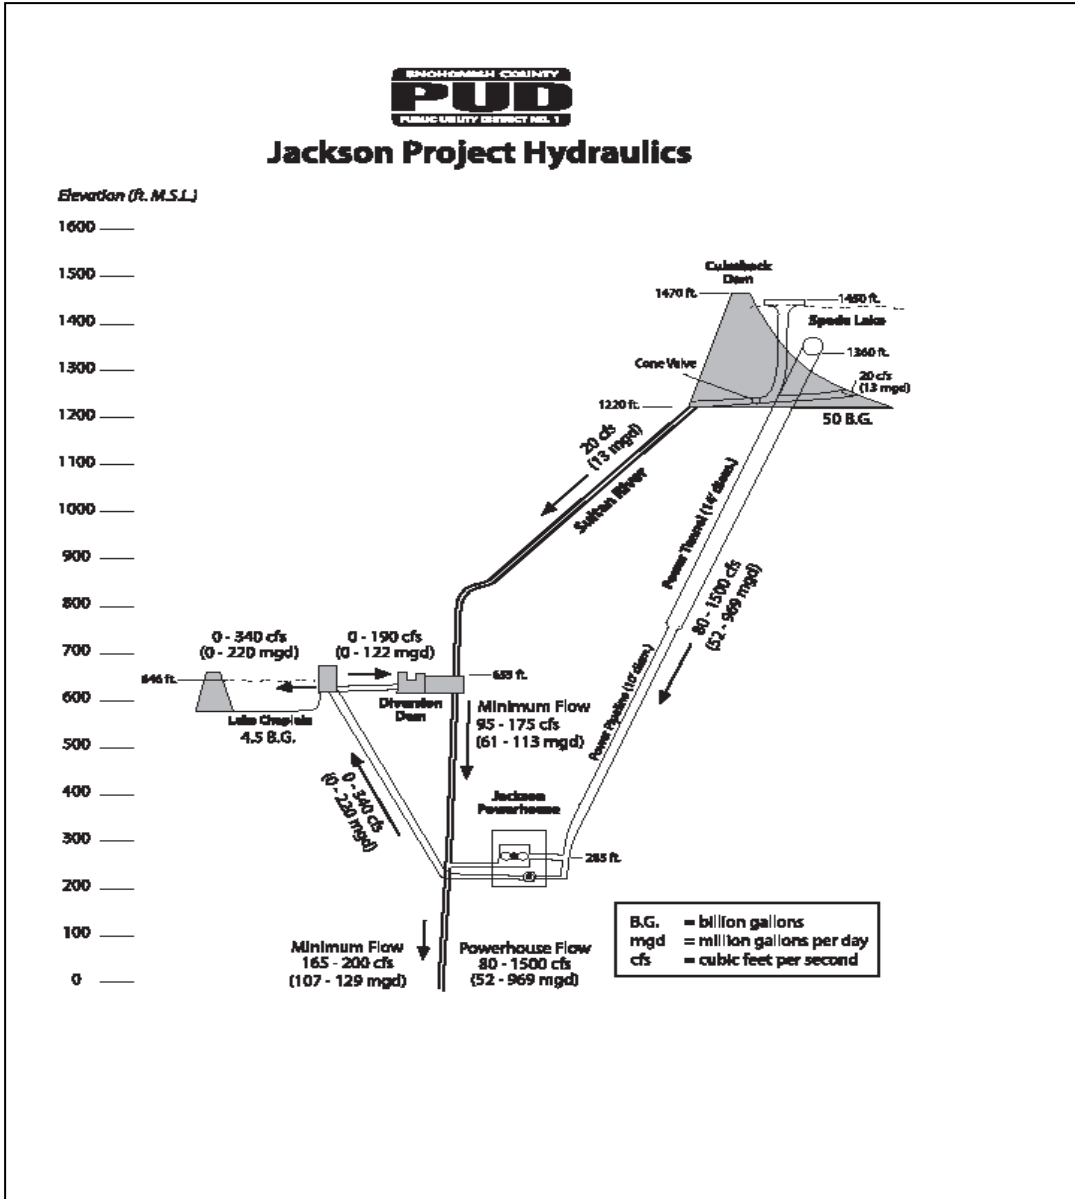 SNOHOMISH COUNTY
PUD
PUBLIC UTILITY DISTRICT NO. 1
Jackson Project Hydraulics
Elevation (ft. M.S.L.)
1600
1500
1400
1300
1200
1100
1000
900
800
700
600
500
400
300
200
100
0
Culmback
Dam
1470 ft.
1450 ft.
Spada Lake
1360 ft.
Cone Valve
20 cfs
(13 mgd)
1220 ft.
50 B.G.
20 cfs
(13 mgd)
Sultan River
Power Tunnel (14' diam.)
80 - 1500 cfs
(52 - 969 mgd)
Power Pipeline (10' diam.)
0 - 340 cfs
(0 - 220 mgd)
0 - 190 cfs
(0 - 122 mgd)
646 ft.
655 ft.
Lake Chaplain
4.5 B.G.
Diversion
Dam
Minimum Flow
95 - 175 cfs
(61 - 113 mgd)
0 - 340 cfs
(0 - 220 mgd)
Jackson
Powerhouse
285 ft.
Minimum Flow
165 - 200 cfs
(107 - 129 mgd)
Powerhouse Flow
80 - 1500 cfs
(52 - 969 mgd)
B.G. = billion gallons
mgd = million gallons per day
cfs = cubic feet per second